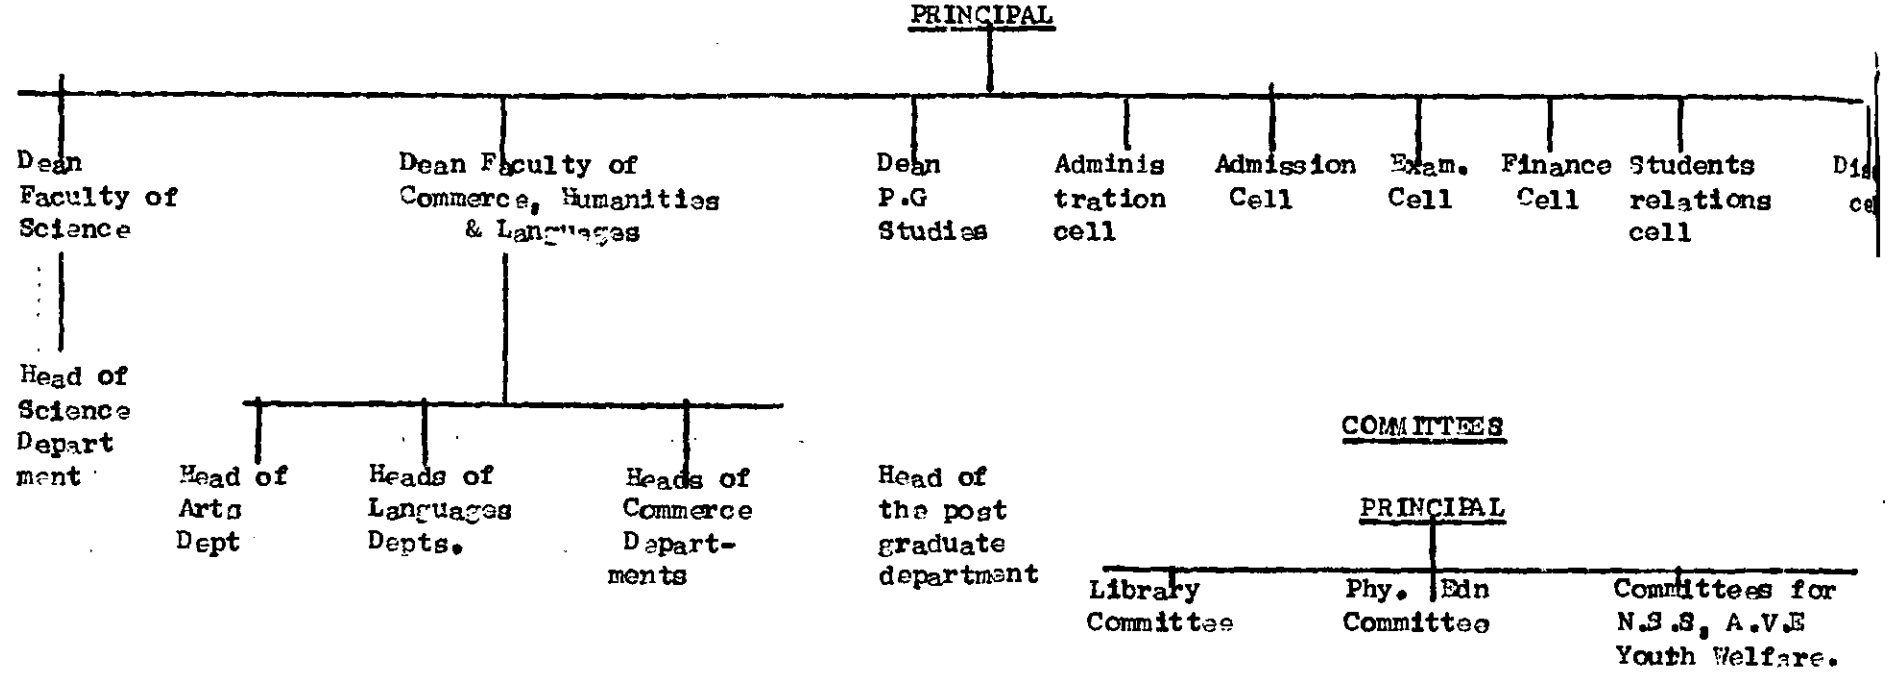 PRINCIPAL
Dean
Faculty of
Science
Dean Faculty of
Commerce, Humanities
& Languages
Dean
P.G
Studies
Adminis
tration
cell
Admission
Cell
Exam.
Cell
Finance
Cell
Students
relations
cell
Head of
Science
Depart
ment
Head of
Arts
Dept
Heads of
Languages
Depts.
Heads of
Commerce
Depart-
ments
Head of
the post
graduate
department
COMMITTEES
PRINCIPAL
Library
Committee
Phy. Edn
Committee
Committees for
N.S.S, A.V.E
Youth Welfare.